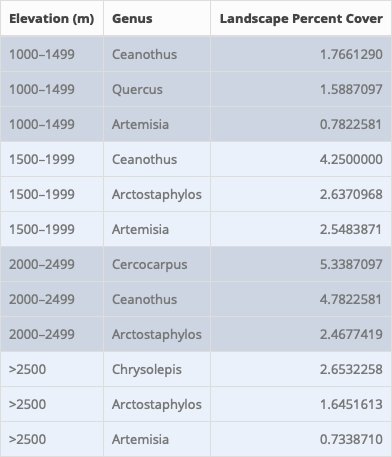 Elevation (m) Genus Landscape Percent Cover
1000–1499 Ceanothus 1.7661290
1000–1499 Quercus 1.5887097
1000–1499 Artemisia 0.7822581
1500–1999 Ceanothus 4.2500000
1500–1999 Arctostaphylos 2.6370968
1500–1999 Artemisia 2.5483871
2000–2499 Cercocarpus 5.3387097
2000–2499 Ceanothus 4.7822581
2000–2499 Arctostaphylos 2.4677419
>2500 Chrysolepis 2.6532258
>2500 Arctostaphylos 1.6451613
>2500 Artemisia 0.7338710